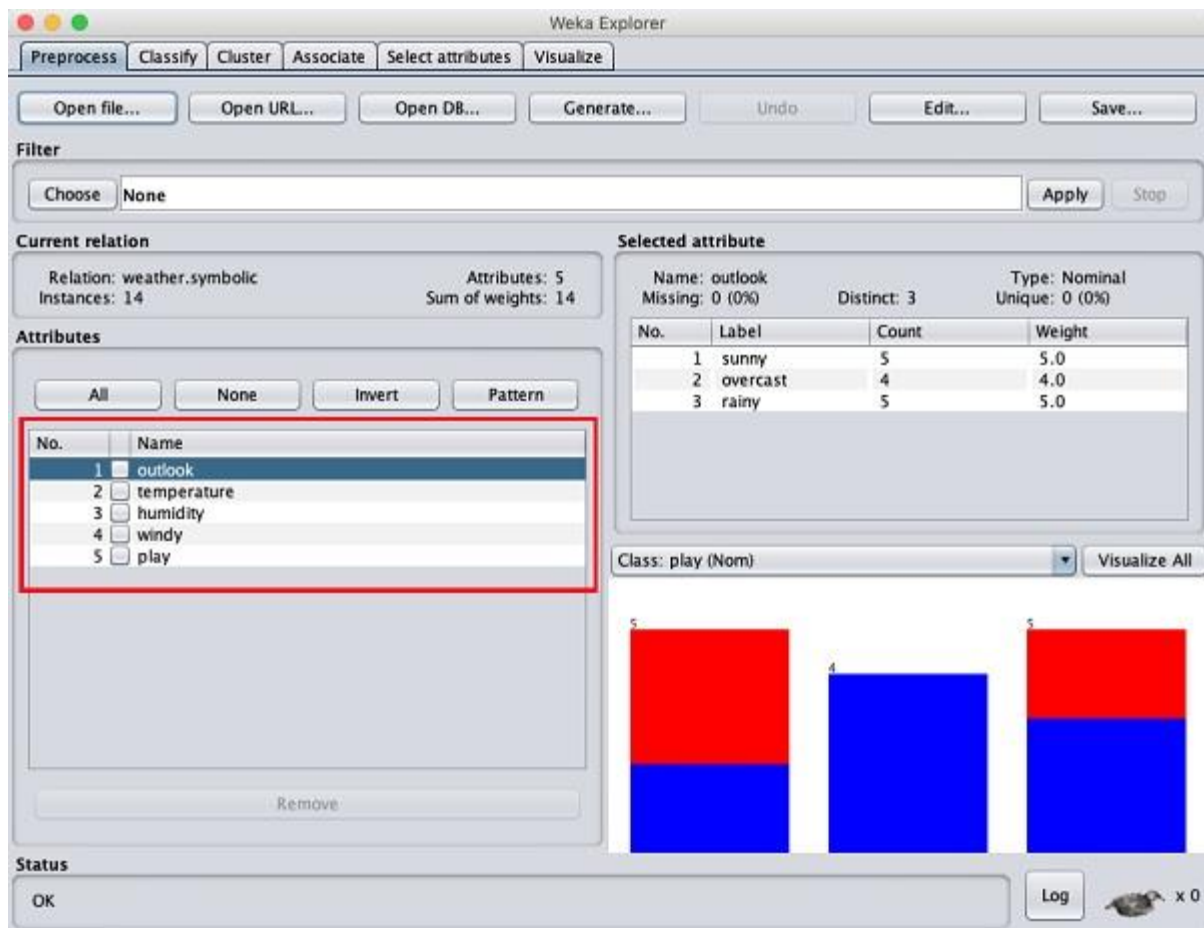 Weka Explorer
Preprocess Classify Cluster Associate Select attributes Visualize
Open file... Open URL... Open DB... Generate... Undo Edit... Save...
Filter
Choose None Apply Stop
Current relation
Relation: weather.symbolic Attributes: 5
Instances: 14 Sum of weights: 14
Attributes
All None Invert Pattern
No. Name
1 outlook
2 temperature
3 humidity
4 windy
5 play
Remove
Selected attribute
Name: outlook Type: Nominal
Missing: 0 (0%) Distinct: 3 Unique: 0 (0%)
No. Label Count Weight
1 sunny 5 5.0
2 overcast 4 4.0
3 rainy 5 5.0
Class: play (Nom) Visualize All
5 4 5
Status
OK Log x 0